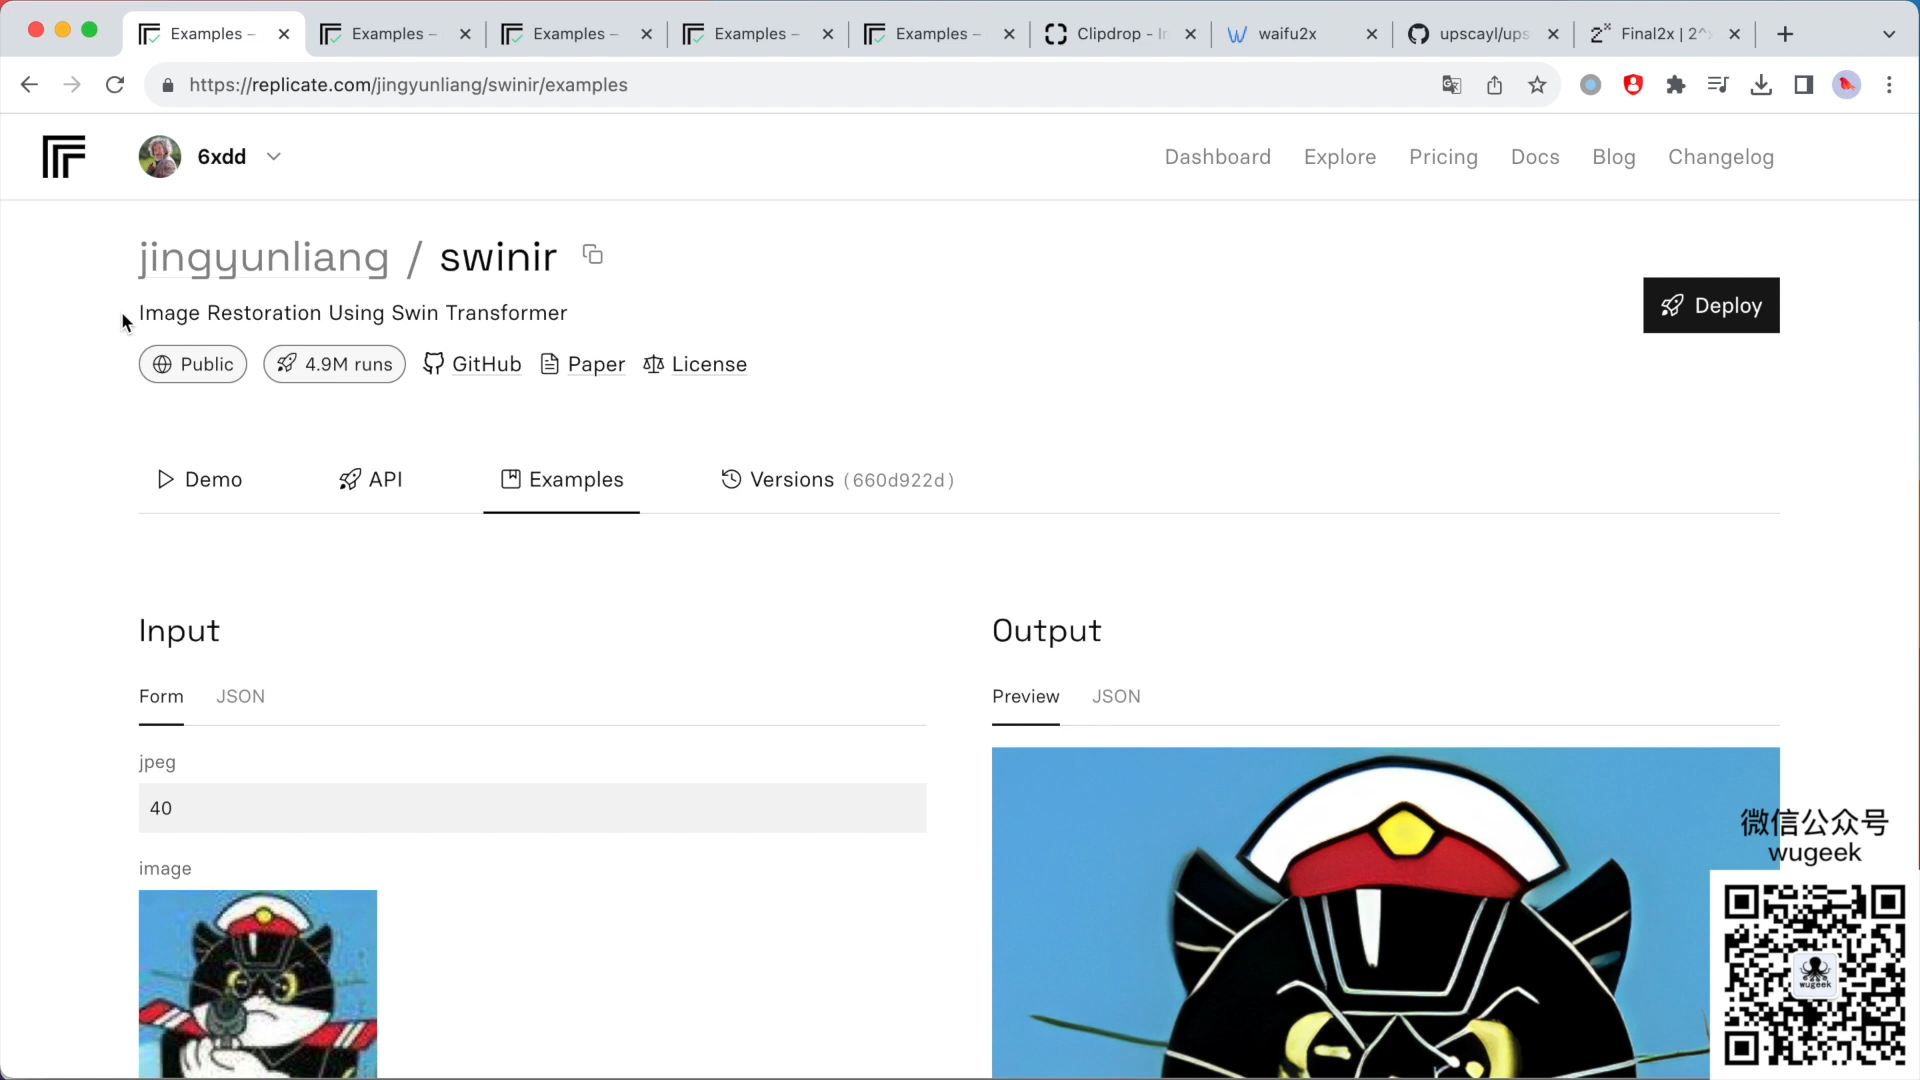 Examples –
Examples –
Examples –
Examples –
Examples –
Clipdrop - I
waifu2x
upscayl/ups
Final2x | 2^
https://replicate.com/jingyunliang/swinir/examples
6xdd
Dashboard
Explore
Pricing
Docs
Blog
Changelog
jingyunliang / swinir
Image Restoration Using Swin Transformer
Deploy
Public
4.9M runs
GitHub
Paper
License
Demo
API
Examples
Versions (660d922d)
Input
Output
Form
JSON
Preview
JSON
jpeg
40
image
微信公众号
wugeek
wugeek